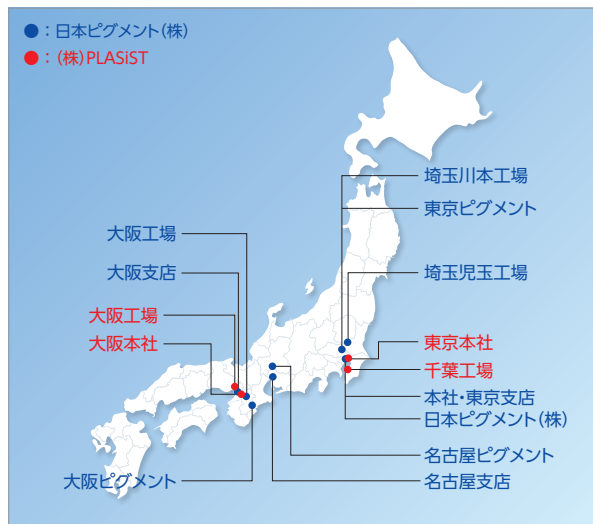 ●：日本ピグメント（株）
●：（株）PLASiST
埼玉川本工場
東京ピグメント
大阪工場
大阪支店
埼玉児玉工場
大阪工場
大阪本社
東京本社
千葉工場
本社・東京支店
日本ピグメント（株）
名古屋ピグメント
大阪ピグメント
名古屋支店